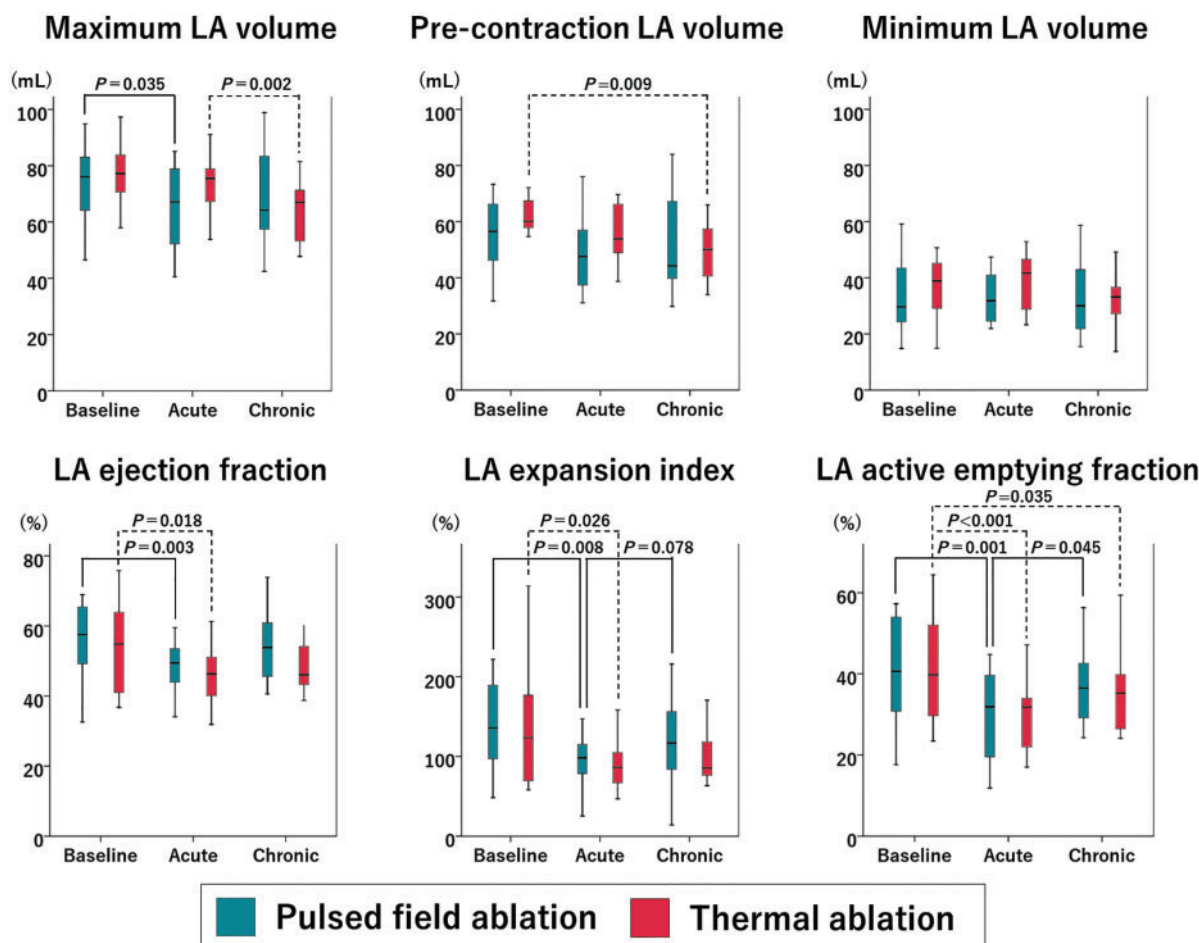 Maximum LA volume
(mL)
P=0.035
P=0.002
100
80
60
40
20
0
Baseline Acute Chronic
Pre-contraction LA volume
(mL)
P=0.009
100
80
60
40
20
0
Baseline Acute Chronic
Minimum LA volume
(mL)
100
80
60
40
20
0
Baseline Acute Chronic
LA ejection fraction
(%)
P=0.018
P=0.003
80
60
40
20
0
Baseline Acute Chronic
LA expansion index
(%)
P=0.026
P=0.008 P=0.078
300
200
100
0
Baseline Acute Chronic
LA active emptying fraction
(%)
P=0.035
P<0.001
P=0.001 P=0.045
60
40
20
0
Baseline Acute Chronic
Pulsed field ablation Thermal ablation